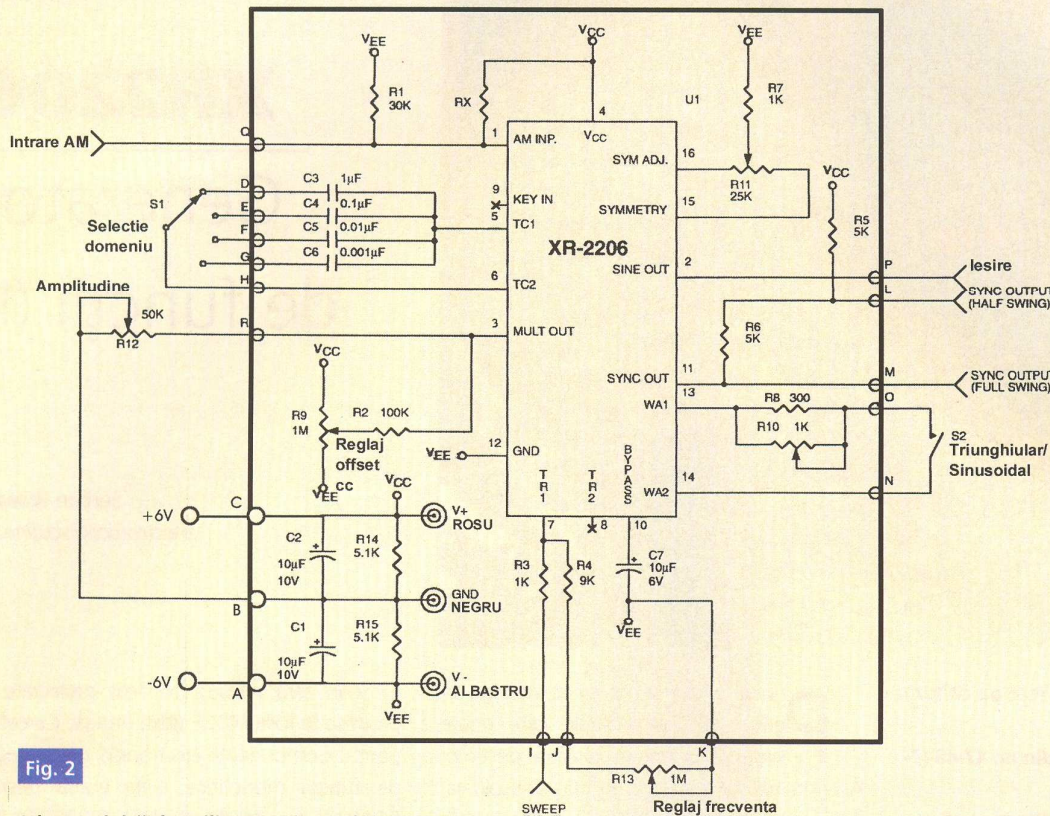 VEE
R1
30K
VCC
RX
4
VCC
U1
VEE
R7
1K
Intrare AM
Q
1
AM INP.
16
SYM ADJ.
R11
25K
VCC
S1
Selectie
domeniu
D
C3
1µF
E
C4
0.1µF
F
C5
0.01µF
G
C6
0.001µF
H
9
KEY IN
5
TC1
15
SYMMETRY
R5
5K
XR-2206
6
TC2
2
SINE OUT
P
Iesire
L
SYNC OUTPUT
(HALF SWING)
Amplitudine
50K
R12
R
3
MULT OUT
R6
5K
VCC
R9
1M
R2
100K
Reglaj
offset
VEE
CC
11
SYNC OUT
M
SYNC OUTPUT
(FULL SWING)
13
WA1
R8
300
R10
1K
O
S2
Triunghiular/
Sinusoidal
VEE
12
GND
14
WA2
N
TR1
TR2
BYPASS
7
8
10
+6V
C
VCC
V+
ROSU
C2
10µF
10V
R14
5.1K
B
GND
NEGRU
C1
10µF
10V
R15
5.1K
-6V
A
V -
ALBASTRU
VEE
R3
1K
R4
9K
C7
10µF
6V
VEE
I
J
K
R13
1M
SWEEP
Reglaj frecventa
Fig. 2